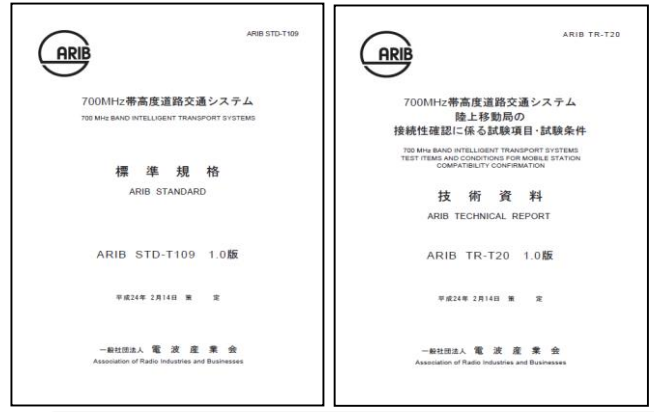 ARIB STD-T109
ARIB
700MHz帯高度道路交通システム
700 MHz BAND INTELLIGENT TRANSPORT SYSTEMS
標 準 規 格
ARIB STANDARD
ARIB STD-T109 1.0版
平成24年 2月14日 策 定
一般社団法人 電 波 産 業 会
Association of Radio Industries and Businesses
ARIB TR-T20
ARIB
700MHz帯高度道路交通システム
陸上移動局の
接続性確認に係る試験項目・試験条件
700 MHz BAND INTELLIGENT TRANSPORT SYSTEMS
TEST ITEMS AND CONDITIONS FOR MOBILE STATION
COMPATIBILITY CONFIRMATION
技 術 資 料
ARIB TECHNICAL REPORT
ARIB TR-T20 1.0版
平成24年 2月14日 策 定
一般社団法人 電 波 産 業 会
Association of Radio Industries and Businesses